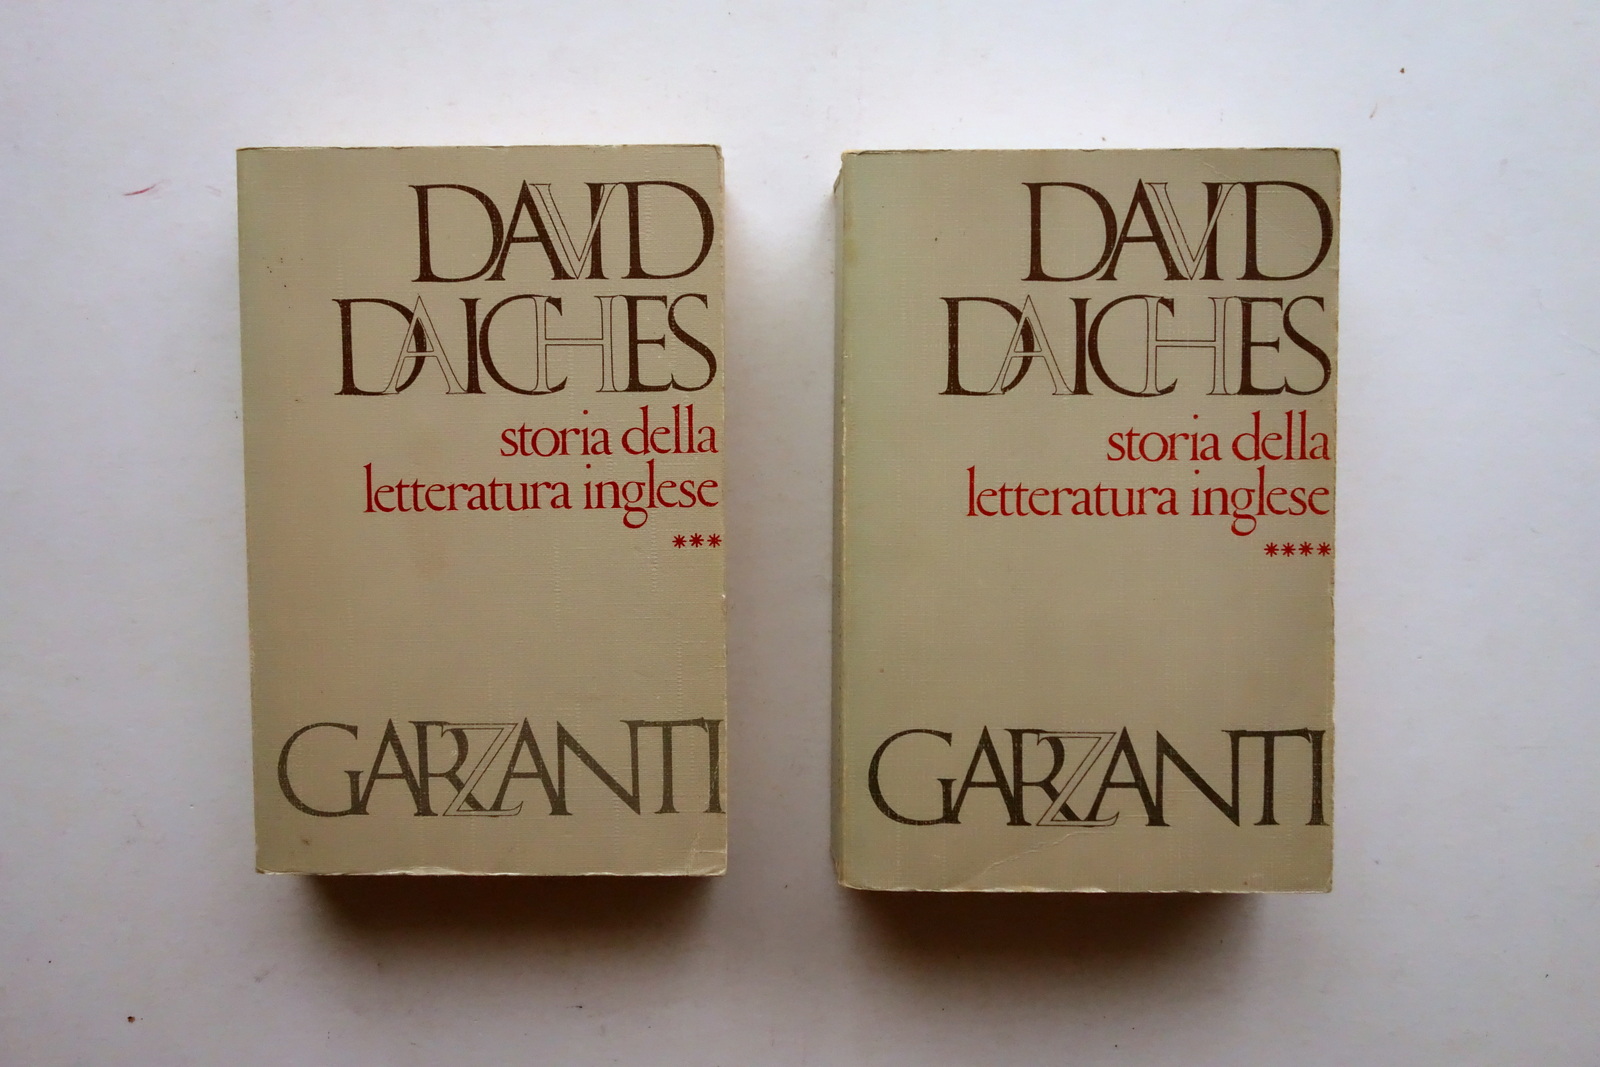 DAVID
DAICHES
storia della
letteratura inglese
***
GARZANTI
DAVID
DAICHES
storia della
letteratura inglese
****
GARZANTI